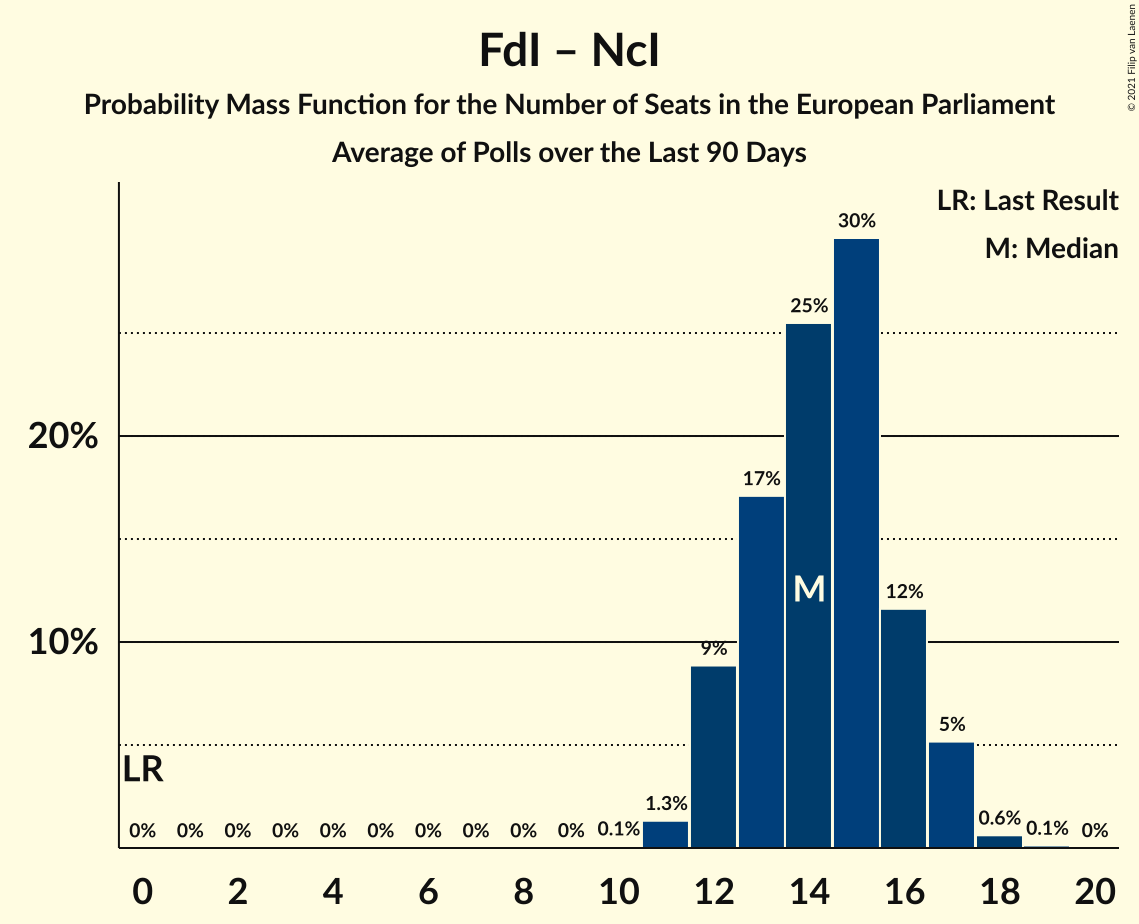 FdI – NcI
Probability Mass Function for the Number of Seats in the European Parliament
Average of Polls over the Last 90 Days
© 2021 Filip van Laenen
LR: Last Result
M: Median
30%
25%
20%
17%
M
12%
10%
9%
5%
LR
0% 0% 0% 0% 0% 0% 0% 0% 0% 0% 0.1% 1.3% 0.6% 0.1% 0%
0 2 4 6 8 10 12 14 16 18 20